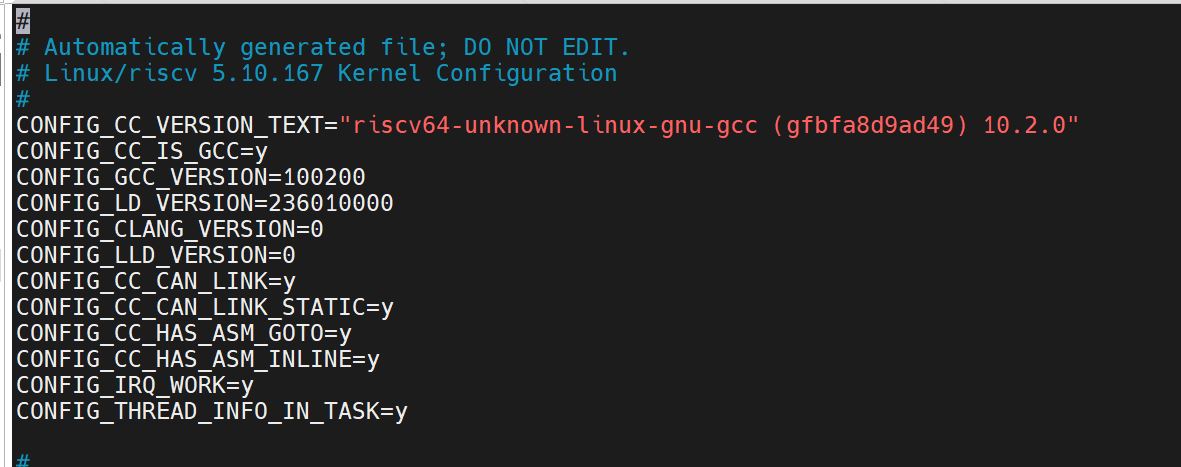 #
# Automatically generated file; DO NOT EDIT.
# Linux/riscv 5.10.167 Kernel Configuration
#
CONFIG_CC_VERSION_TEXT="riscv64-unknown-linux-gnu-gcc (gfbfa8d9ad49) 10.2.0"
CONFIG_CC_IS_GCC=y
CONFIG_GCC_VERSION=100200
CONFIG_LD_VERSION=236010000
CONFIG_CLANG_VERSION=0
CONFIG_LLD_VERSION=0
CONFIG_CC_CAN_LINK=y
CONFIG_CC_CAN_LINK_STATIC=y
CONFIG_CC_HAS_ASM_GOTO=y
CONFIG_CC_HAS_ASM_INLINE=y
CONFIG_IRQ_WORK=y
CONFIG_THREAD_INFO_IN_TASK=y
#